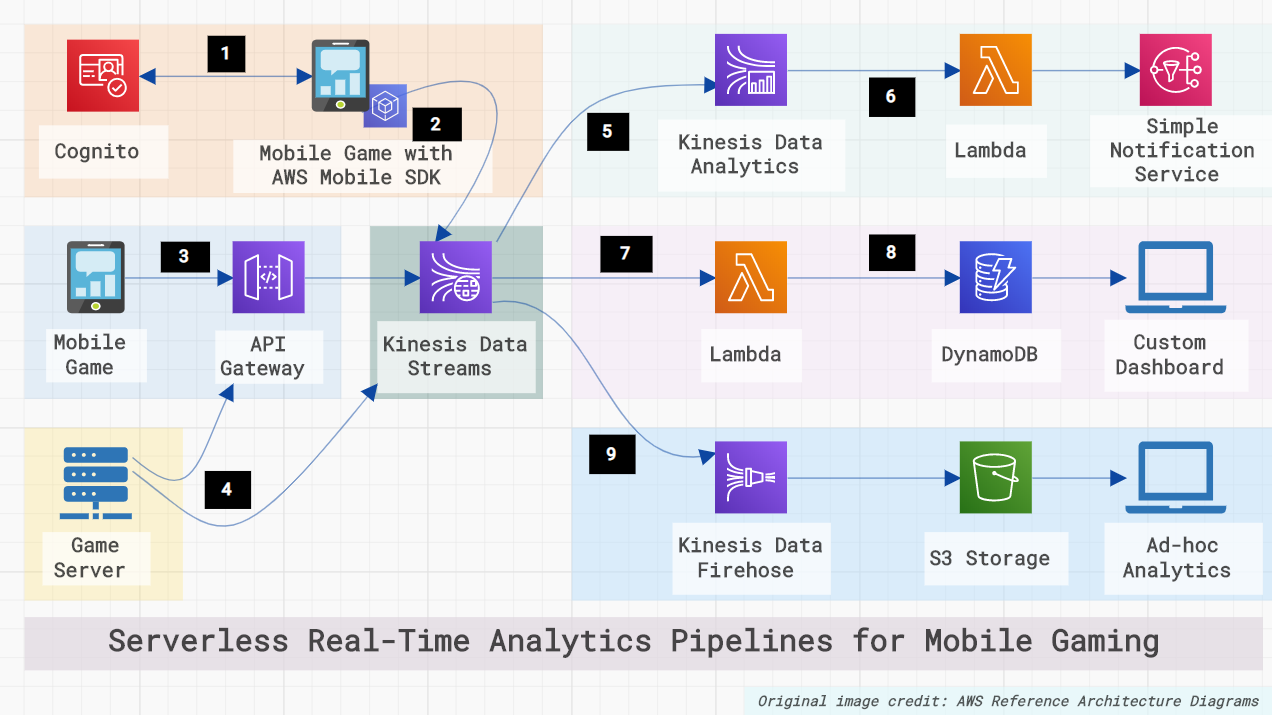 1
2
Cognito
Mobile Game with
AWS Mobile SDK
3
Mobile
Game
API
Gateway
Kinesis Data
Streams
4
Game
Server
5
Kinesis Data
Analytics
6
Lambda
Simple
Notification
Service
7
Lambda
8
DynamoDB
Custom
Dashboard
9
Kinesis Data
Firehose
S3 Storage
Ad-hoc
Analytics
Serverless Real-Time Analytics Pipelines for Mobile Gaming
Original image credit: AWS Reference Architecture Diagrams